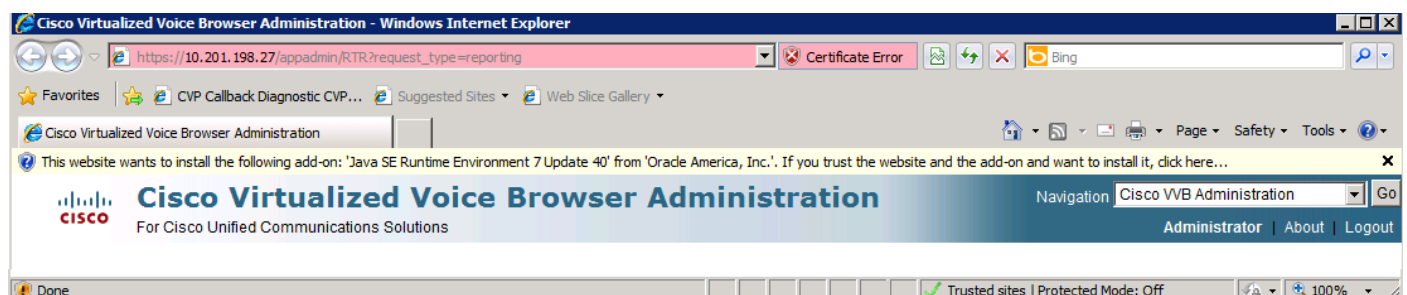 Cisco Virtualized Voice Browser Administration - Windows Internet Explorer
https://10.201.198.27/appadmin/RTR?request_type=reporting Certificate Error Bing
Favorites CVP Callback Diagnostic CVP... Suggested Sites Web Slice Gallery
Cisco Virtualized Voice Browser Administration Page Safety Tools
This website wants to install the following add-on: 'Java SE Runtime Environment 7 Update 40' from 'Oracle America, Inc.'. If you trust the website and the add-on and want to install it, click here...
CISCO Cisco Virtualized Voice Browser Administration Navigation Cisco VVB Administration Go
For Cisco Unified Communications Solutions Administrator | About | Logout
Done Trusted sites | Protected Mode: Off 100%